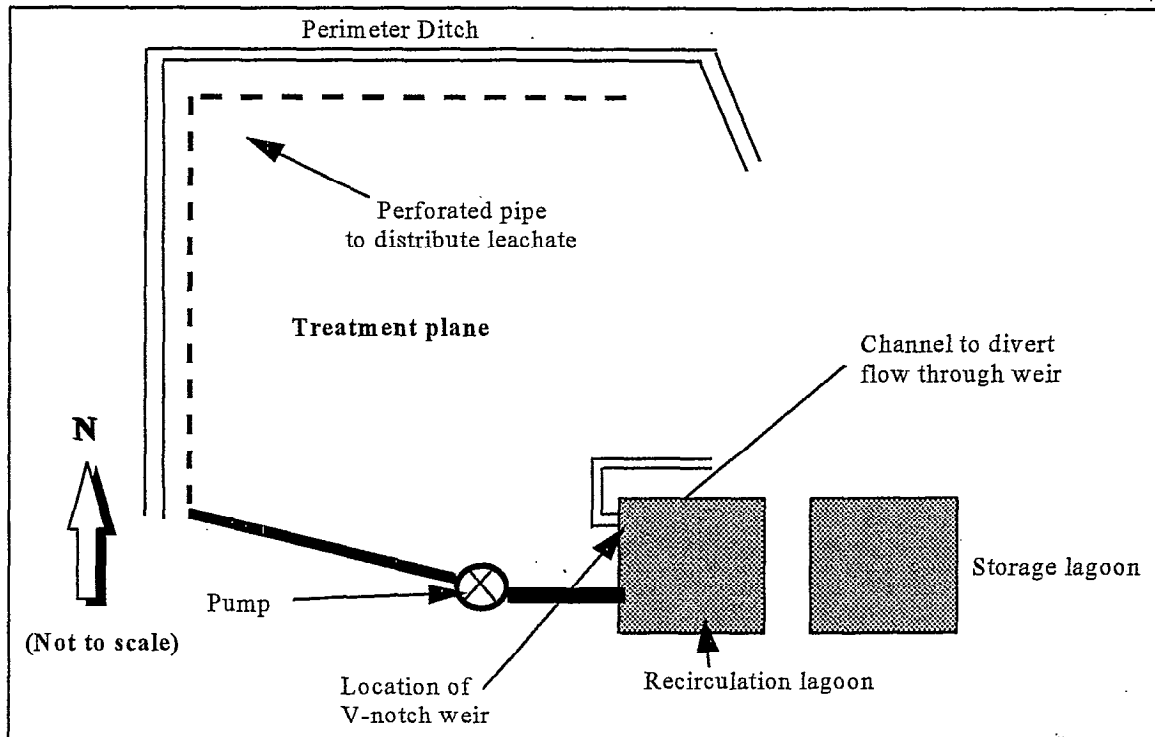 Perimeter Ditch
Perforated pipe
to distribute leachate
Treatment plane
Channel to divert
flow through weir
N
Storage lagoon
Pump
(Not to scale)
Recirculation lagoon
Location of
V-notch weir